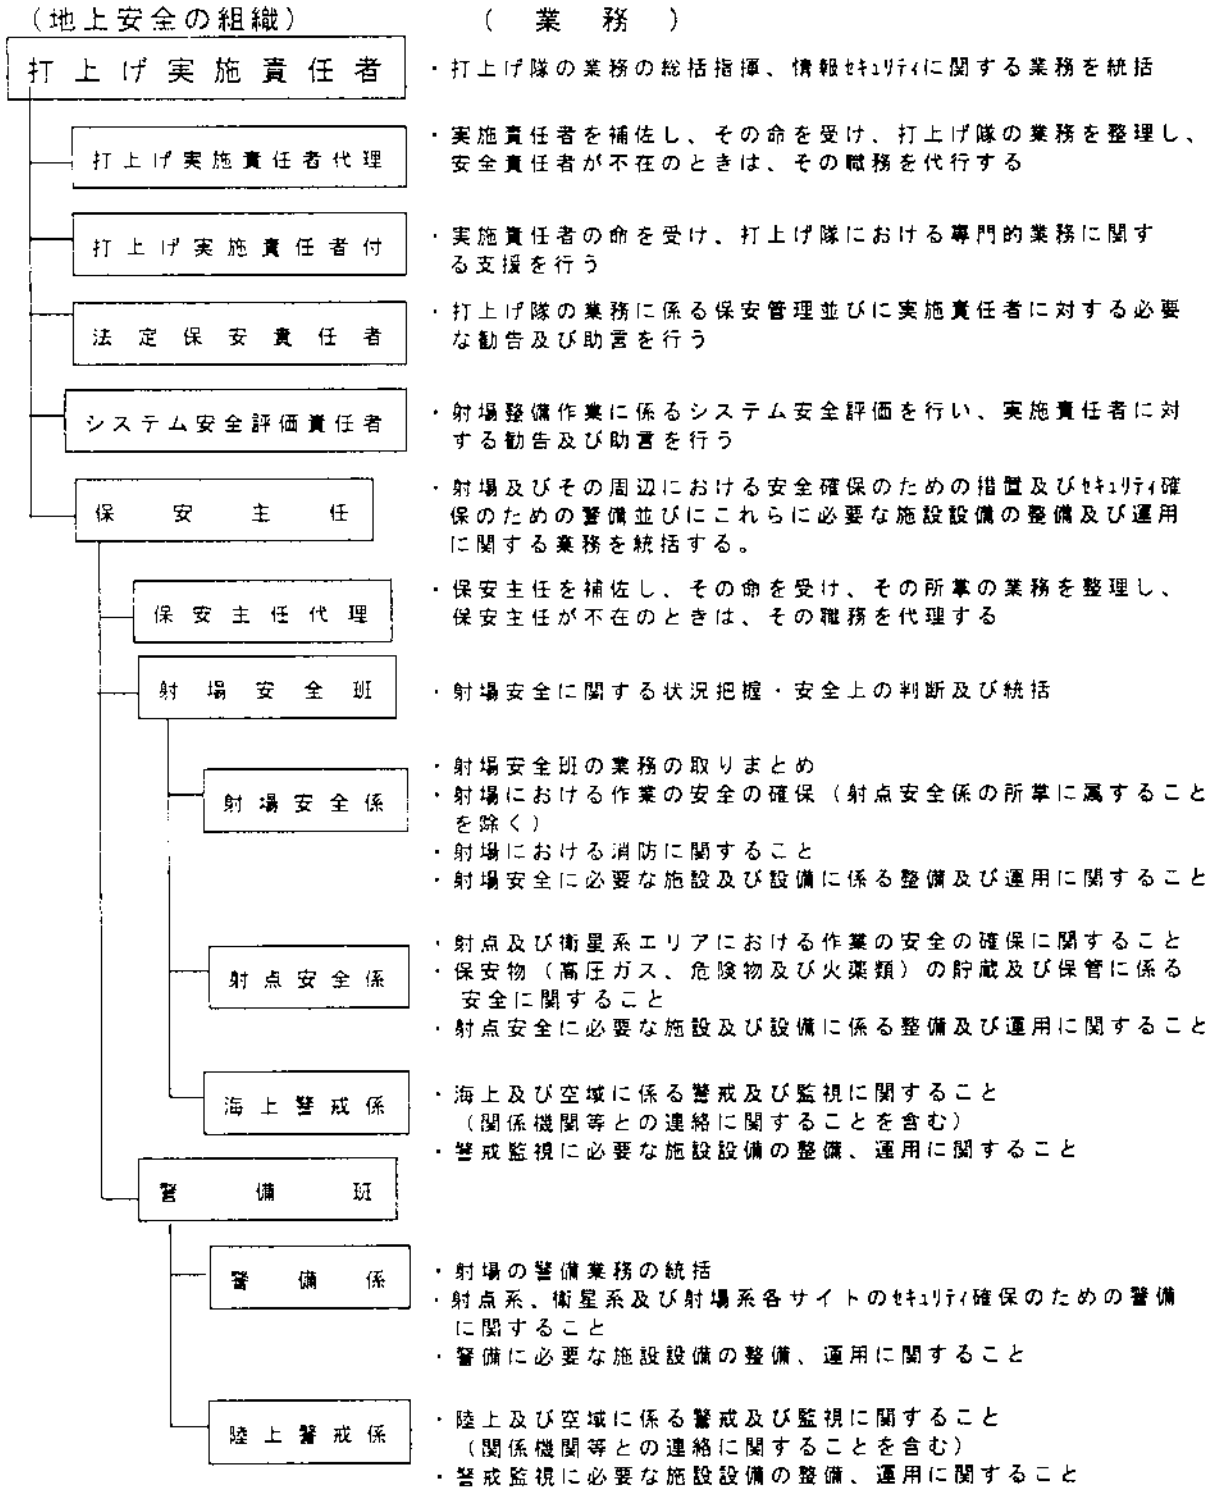 (地上安全の組織) (業務)
打上げ実施責任者
・打上げ隊の業務の総括指揮、情報セキュリティに関する業務を統括
打上げ実施責任者代理
・実施責任者を補佐し、その命を受け、打上げ隊の業務を整理し、
安全責任者が不在のときは、その職務を代行する
打上げ実施責任者付
・実施責任者の命を受け、打上げ隊における専門的業務に関す
る支援を行う
法定保安責任者
・打上げ隊の業務に係る保安管理並びに実施責任者に対する必要
な勧告及び助言を行う
システム安全評価責任者
・射場整備作業に係るシステム安全評価を行い、実施責任者に対
する勧告及び助言を行う
保安主任
・射場及びその周辺における安全確保のための措置及びセキュリティ確
保のための警備並びにこれらに必要な施設設備の整備及び運用
に関する業務を統括する。
保安主任代理
・保安主任を補佐し、その命を受け、その所掌の業務を整理し、
保安主任が不在のときは、その職務を代理する
射場安全班
・射場安全に関する状況把握・安全上の判断及び統括
射場安全係
・射場安全班の業務の取りまとめ
・射場における作業の安全の確保(射点安全係の所掌に属すること
を除く)
・射場における消防に関すること
・射場安全に必要な施設及び設備に係る整備及び運用に関すること
射点安全係
・射点及び衛星系エリアにおける作業の安全の確保に関すること
・保安物(高圧ガス、危険物及び火薬類)の貯蔵及び保管に係る
安全に関すること
・射点安全に必要な施設及び設備に係る整備及び運用に関すること
海上警戒係
・海上及び空域に係る警戒及び監視に関すること
(関係機関等との連絡に関することを含む)
・警戒監視に必要な施設設備の整備、運用に関すること
警備班
警備係
・射場の警備業務の統括
・射点系、衛星系及び射場系各サイトのセキュリティ確保のための警備
に関すること
・警備に必要な施設設備の整備、運用に関すること
陸上警戒係
・陸上及び空域に係る警戒及び監視に関すること
(関係機関等との連絡に関することを含む)
・警戒監視に必要な施設設備の整備、運用に関すること